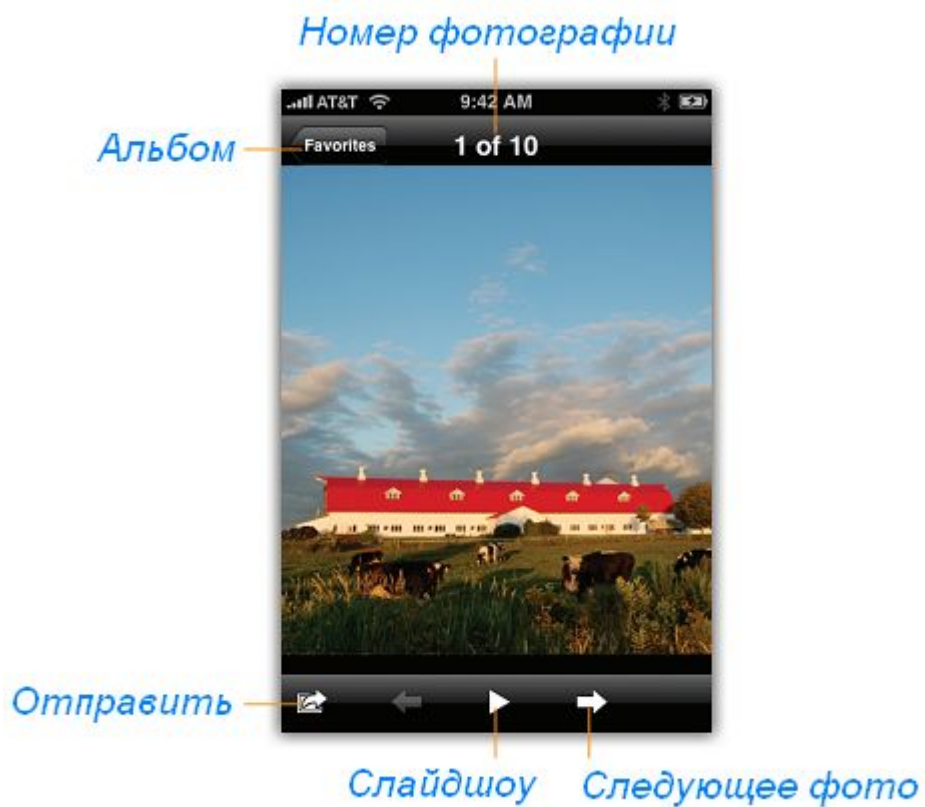 Номер фотографии
AT&T 9:42 AM
Альбом
Favorites 1 of 10
Отправить
Слайдшоу
Следующее фото